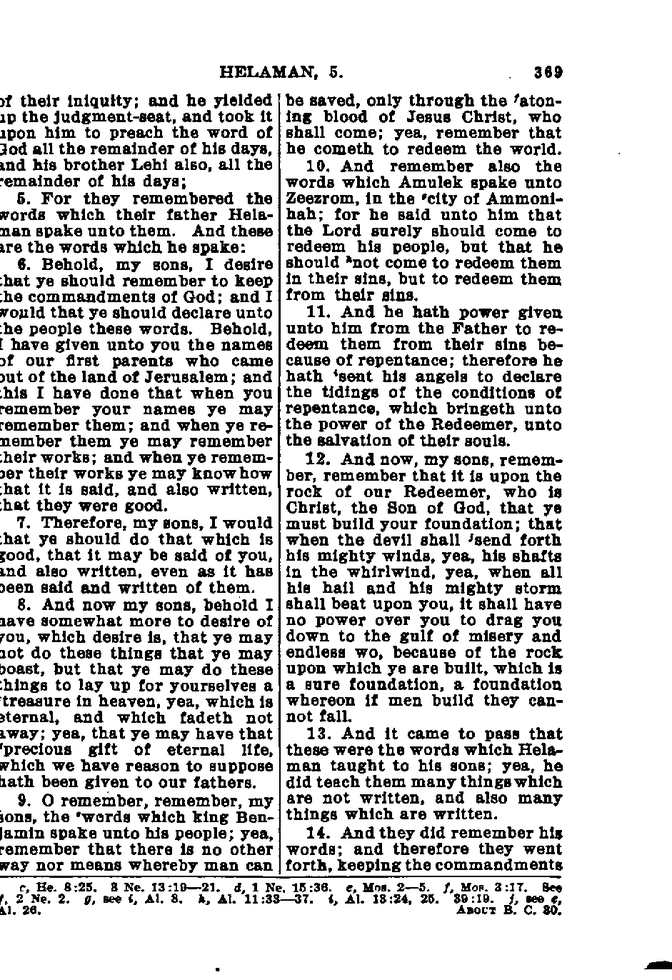 HELAMAN, 5. 369
of their iniquity; and he yielded
up the judgment-seat, and took it
upon him to preach the word of
God all the remainder of his days,
and his brother Lehi also, all the
remainder of his days;
5. For they remembered the
words which their father Hela-
man spake unto them. And these
are the words which he spake:
6. Behold, my sons, I desire
that ye should remember to keep
the commandments of God; and I
would that ye should declare unto
the people these words. Behold,
I have given unto you the names
of our first parents who came
out of the land of Jerusalem; and
this I have done that when you
remember your names ye may
remember them; and when ye re-
member them ye may remember
their works; and when ye remem-
ber their works ye may know how
that it is said, and also written,
that they were good.
7. Therefore, my sons, I would
that ye should do that which is
good, that it may be said of you,
and also written, even as it has
been said and written of them.
8. And now my sons, behold I
have somewhat more to desire of
you, which desire is, that ye may
not do these things that ye may
boast, but that ye may do these
things to lay up for yourselves a
treasure in heaven, yea, which is
eternal, and which fadeth not
away; yea, that ye may have that
precious gift of eternal life,
which we have reason to suppose
hath been given to our fathers.
9. O remember, remember, my
sons, the ewords which king Ben-
jamin spake unto his people; yea,
remember that there is no other
way nor means whereby man can
be saved, only through the faton-
ing blood of Jesus Christ, who
shall come; yea, remember that
he cometh to redeem the world.
10. And remember also the
words which Amulek spake unto
Zeezrom, in the gcity of Ammoni-
hah; for he said unto him that
the Lord surely should come to
redeem his people, but that he
should hnot come to redeem them
in their sins, but to redeem them
from their sins.
11. And he hath power given
unto him from the Father to re-
deem them from their sins be-
cause of repentance; therefore he
hath isent his angels to declare
the tidings of the conditions of
repentance, which bringeth unto
the power of the Redeemer, unto
the salvation of their souls.
12. And now, my sons, remem-
ber, remember that it is upon the
rock of our Redeemer, who is
Christ, the Son of God, that ye
must build your foundation; that
when the devil shall jsend forth
his mighty winds, yea, his shafts
in the whirlwind, yea, when all
his hail and his mighty storm
shall beat upon you, it shall have
no power over you to drag you
down to the gulf of misery and
endless wo, because of the rock
upon which ye are built, which is
a sure foundation, a foundation
whereon if men build they can-
not fall.
13. And it came to pass that
these were the words which Hela-
man taught to his sons; yea, he
did teach them many things which
are not written, and also many
things which are written.
14. And they did remember his
words; and therefore they went
forth, keeping the commandments
c, He. 8:25. 3 Ne. 13:19—21. d, 1 Ne. 15:36. e, Mos. 2—5. f, Mos. 3:17. See
f, 2 Ne. 2. g, see i, Al. 8. h, Al. 11:33—37. i, Al. 13:24, 25. 39:19. j, see e,
Al. 26. ABOUT B. C. 30.